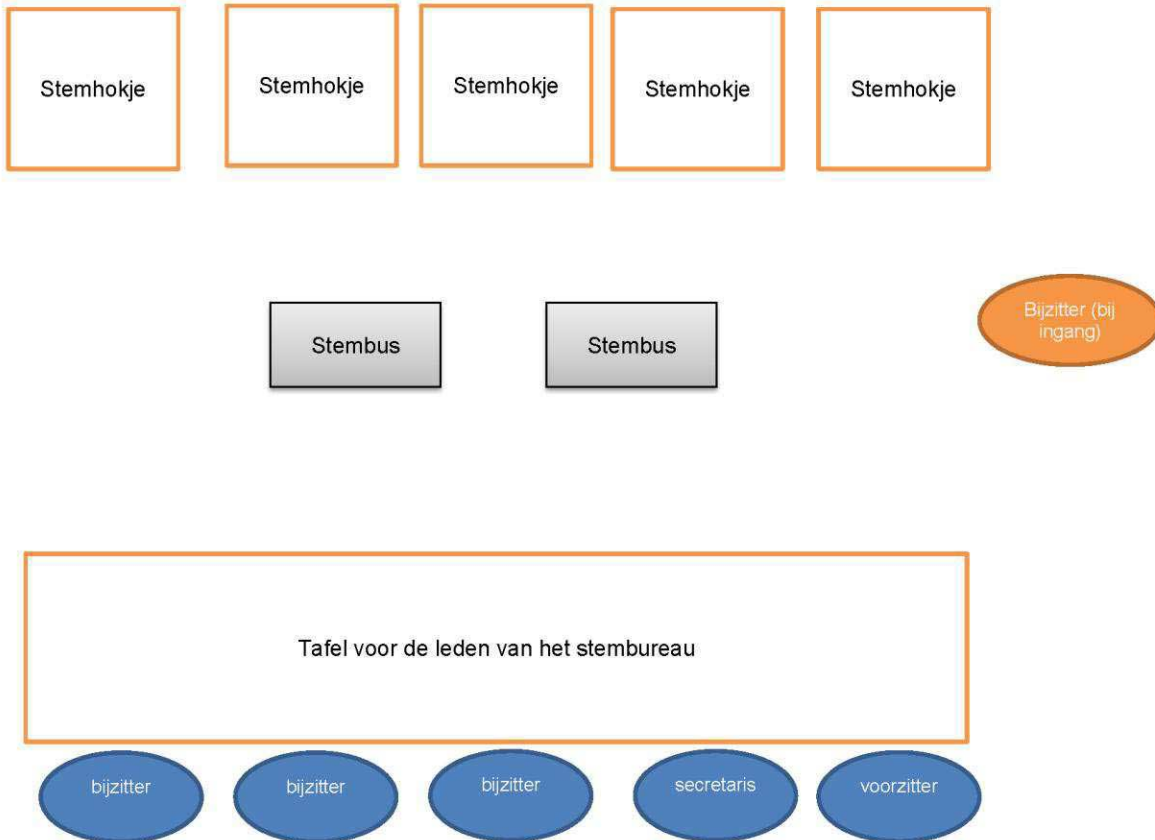 Stemhokje
Stemhokje
Stemhokje
Stemhokje
Stemhokje
Bijzitter (bij
ingang)
Stembus
Stembus
Tafel voor de leden van het stembureau
bijzitter
bijzitter
bijzitter
secretaris
voorzitter